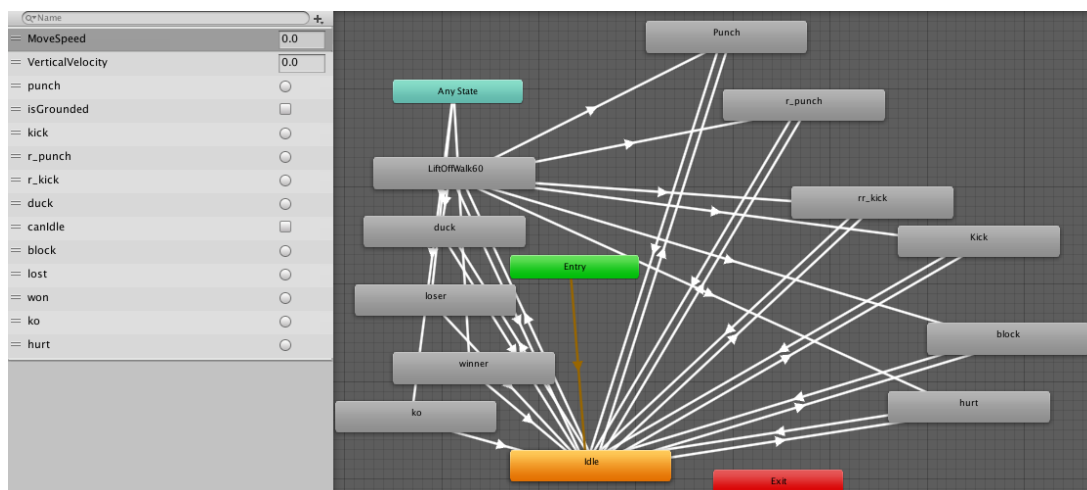 Name
MoveSpeed 0.0
VerticalVelocity 0.0
punch
isGrounded
kick
r_punch
r_kick
duck
canIdle
block
lost
won
ko
hurt
Punch
Any State
r_punch
LiftOffWalk60
rr_kick
duck
Kick
Entry
loser
block
winner
hurt
ko
Idle
Exit